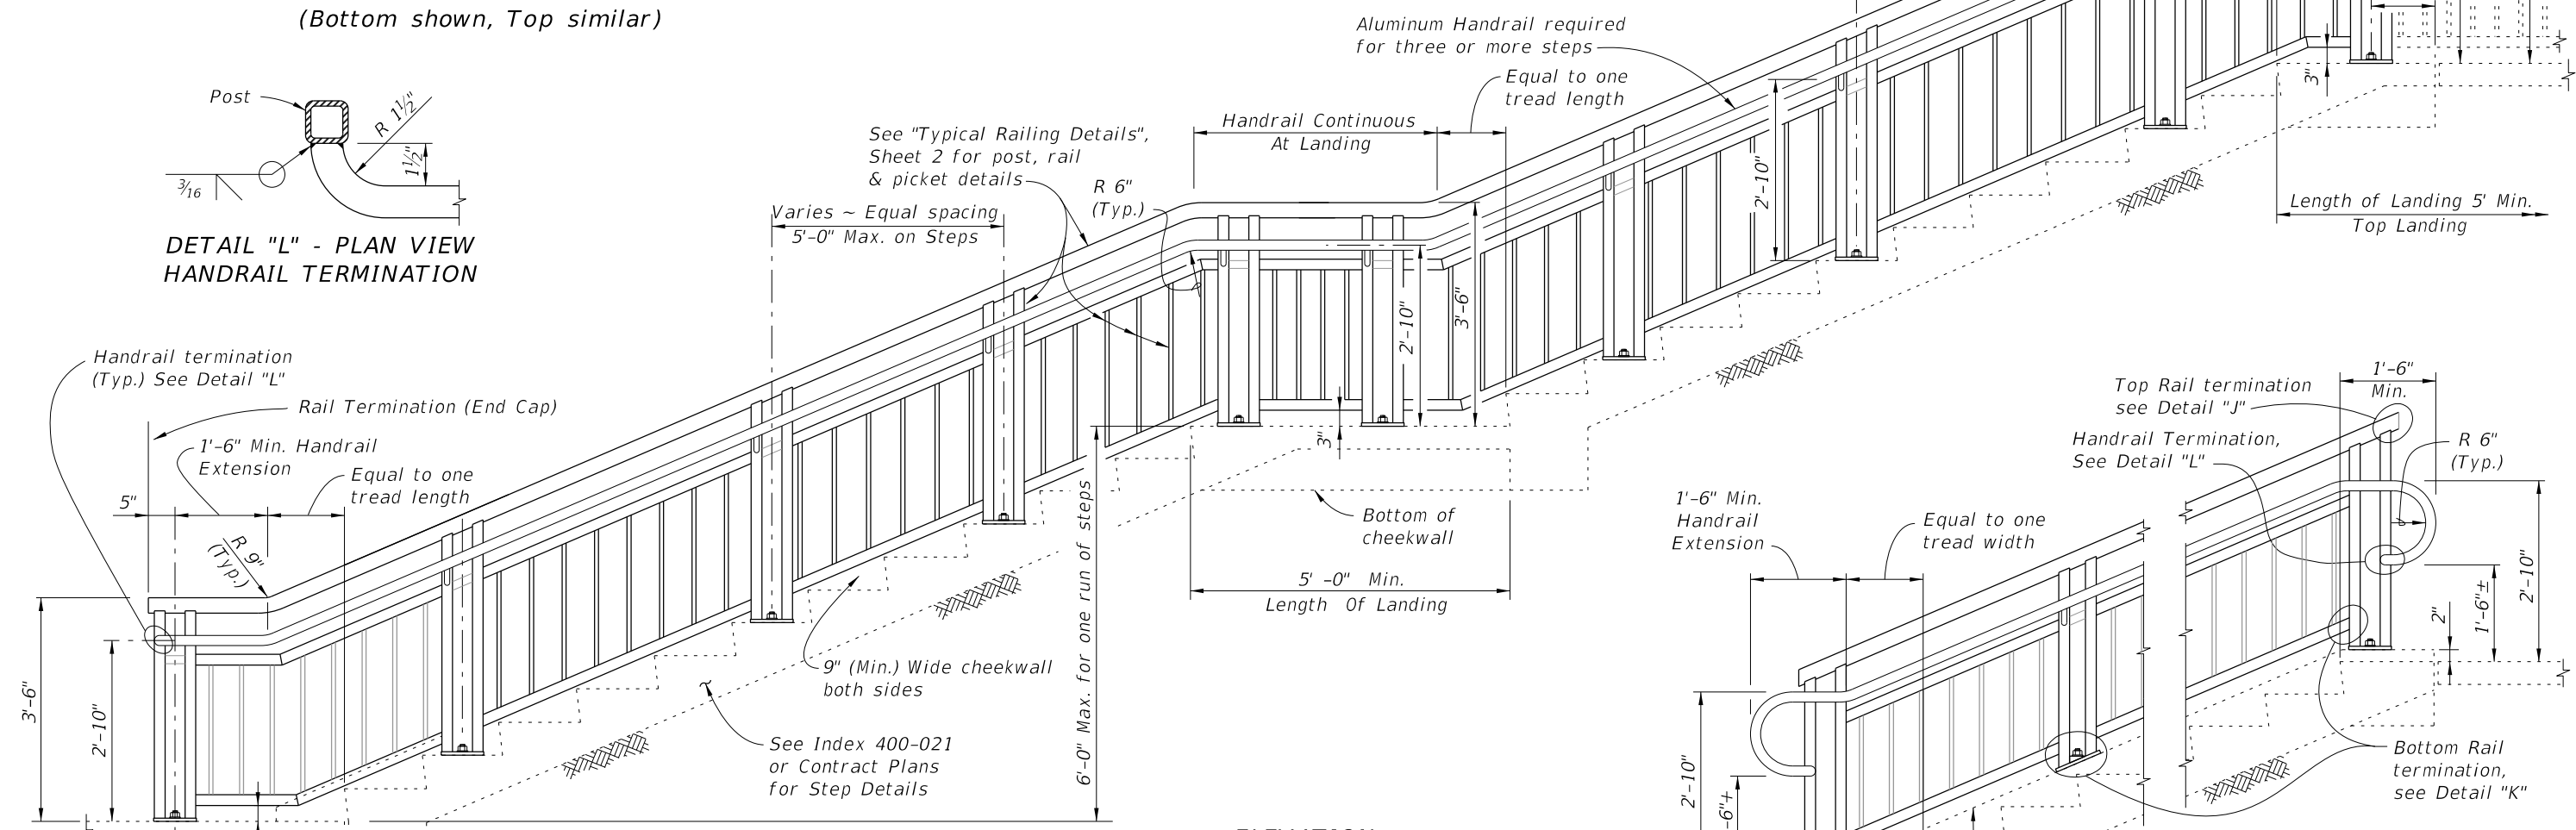 (Bottom shown, Top similar)
Post
R 1½"
1½"
3/16
DETAIL "L" - PLAN VIEW
HANDRAIL TERMINATION
Handrail termination
(Typ.) See Detail "L"
Rail Termination (End Cap)
1'-6" Min. Handrail
Extension
Equal to one
tread length
5"
R 9"
(Typ.)
3'-6"
2'-10"
See "Typical Railing Details",
Sheet 2 for post, rail
& picket details
Varies ~ Equal spacing
5'-0" Max. on Steps
R 6"
(Typ.)
Handrail Continuous
At Landing
Equal to one
tread length
Aluminum Handrail required
for three or more steps
2'-10"
2'-10"
3'-6"
3"
6'-0" Max. for one run of steps
Bottom of
cheekwall
5' -0" Min.
Length Of Landing
9" (Min.) Wide cheekwall
both sides
See Index 400-021
or Contract Plans
for Step Details
3"
Length of Landing 5' Min.
Top Landing
1'-6"
Min.
Top Rail termination
see Detail "J"
Handrail Termination,
See Detail "L"
R 6"
(Typ.)
1'-6" Min.
Handrail
Extension
Equal to one
tread width
2'-10"
1'-6"±
2"
2'-10"
Bottom Rail
termination,
see Detail "K"